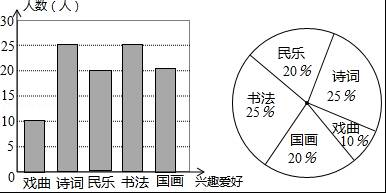 人数（人）
30
25
20
15
10
5
0
戏曲 诗词 民乐 书法 国画 兴趣爱好
民乐
20%
诗词
25%
书法
25%
戏曲
10%
国画
20%